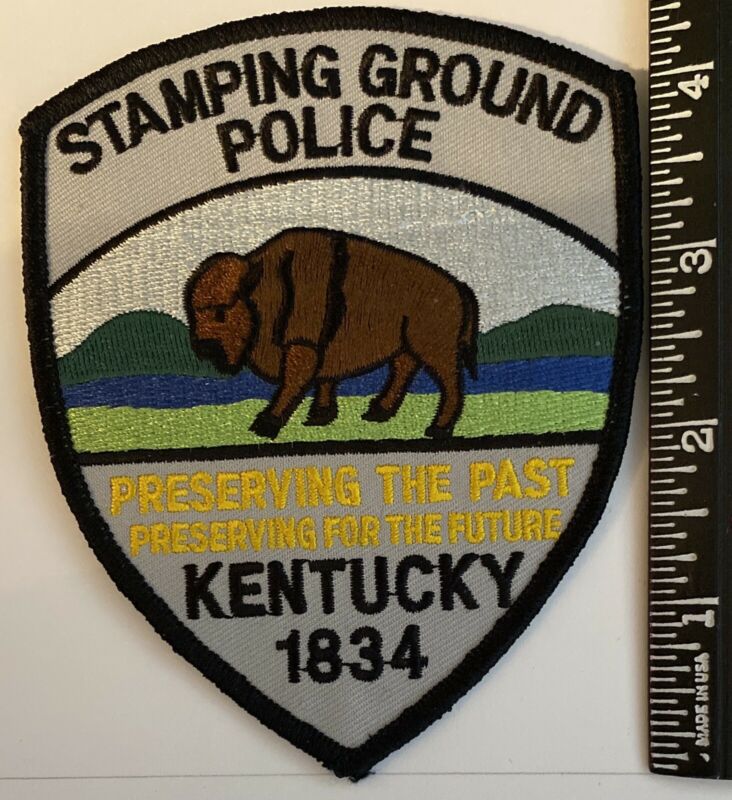 STAMPING GROUND
POLICE
PRESERVING THE PAST
PRESERVING FOR THE FUTURE
KENTUCKY
1834
4
3
2
1
MADE IN USA